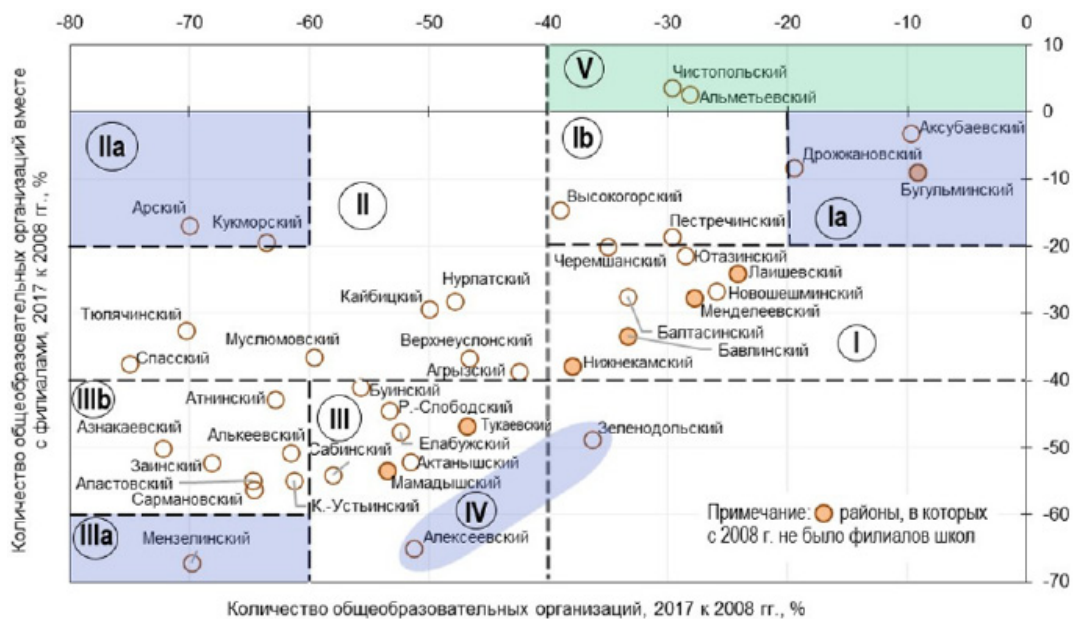 -80 -70 -60 -50 -40 -30 -20 -10 0
10
V
Чистопольский
Альметьевский
0
IIa
Ib
Аксубаевский
Дрожжановский
Бугульминский
-10
Арский
Кукморский
II
Высокогорский
Пестречинский
Ia
-20
Черемшанский
Ютазинский
Лаишевский
Нурлатский
Кайбицкий
Новошешминский
Менделеевский
-30
Тюлячинский
Муслюмовский
Верхнеуслонский
Балтасинский
Бавлинский
I
Спасский
Агрызский
Нижнекамский
-40
IIIb
Атнинский
III
Буинский
Р.-Слободский
Тукаевский
Зеленодольский
Азнакаевский
Алькеевский
Сабинский
Елабужский
-50
Заинский
Актанышский
Апастовский
Мамадышский
Сармановский
К.-Устьинский
IV
Примечание: районы, в которых
с 2008 г. не было филиалов школ
-60
IIIa
Мензелинский
Алексеевский
-70
Количество общеобразовательных организаций вместе
с филиалами, 2017 к 2008 гг., %
Количество общеобразовательных организаций, 2017 к 2008 гг., %